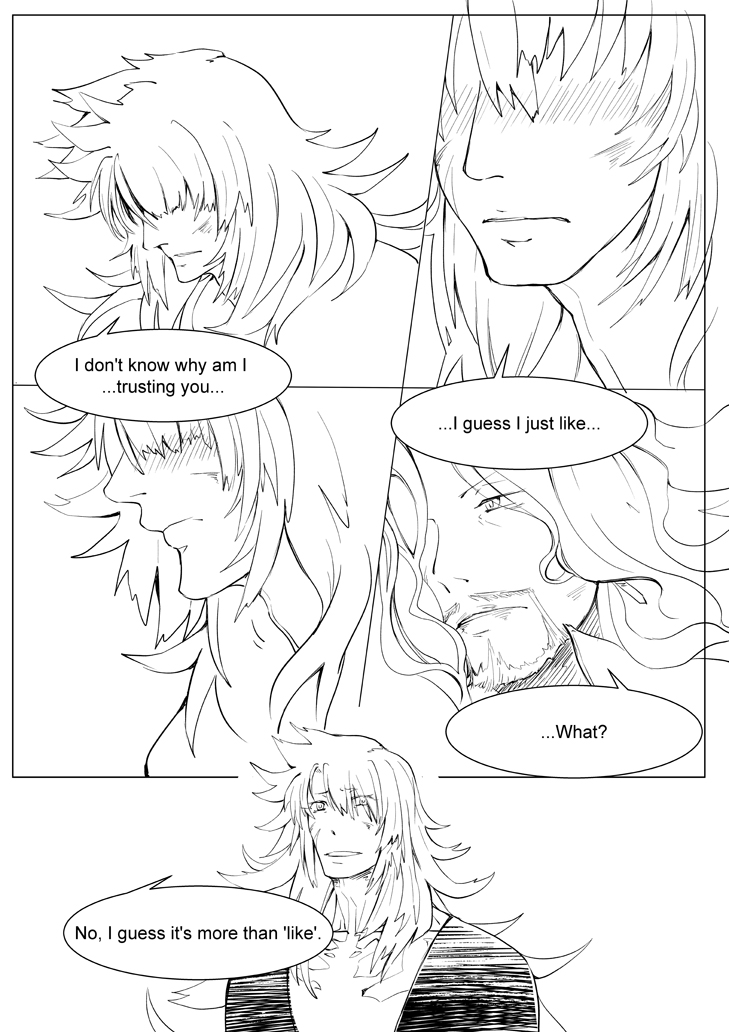 I don't know why am I
...trusting you...
...I guess I just like...
...What?
No, I guess it's more than 'like'.